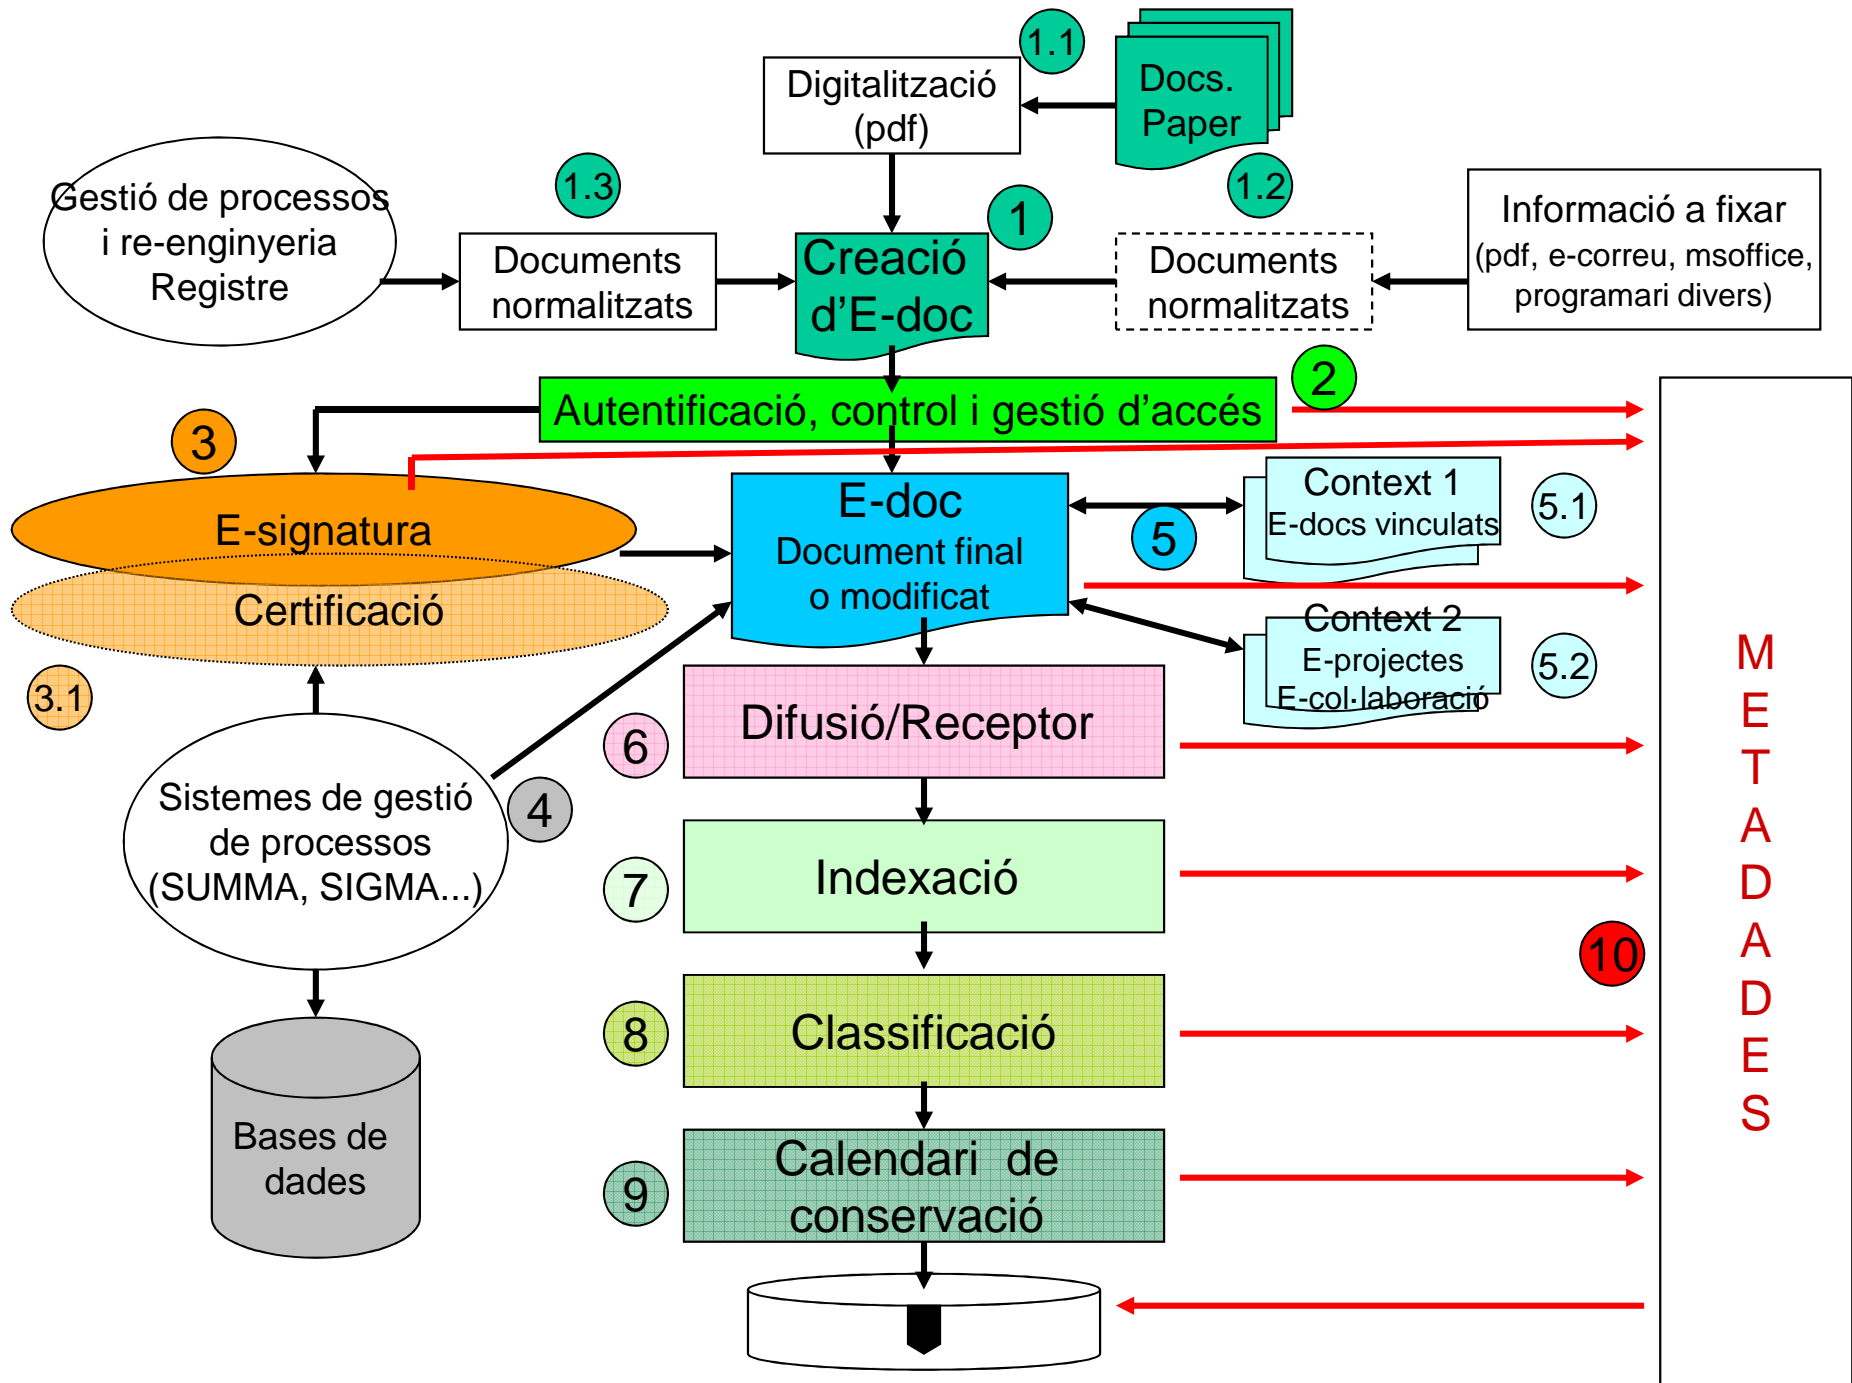 1.1
Docs.
Paper
Digitalització
(pdf)
1.3
1.2
1
Gestió de processos
i re-enginyeria
Registre
Documents
normalitzats
Creació
d'E-doc
Documents
normalitzats
Informació a fixar
(pdf, e-correu, msoffice,
programari divers)
2
Autentificació, control i gestió d'accés
3
E-signatura
Certificació
3.1
E-doc
Document final
o modificat
5
Context 1
E-docs vinculats
5.1
Context 2
E-projectes
E-col·laboració
5.2
Sistemes de gestió
de processos
(SUMMA, SIGMA...)
4
6
Difusió/Receptor
7
Indexació
8
Classificació
9
Calendari de
conservació
Bases de
dades
10
M
E
T
A
D
A
D
E
S